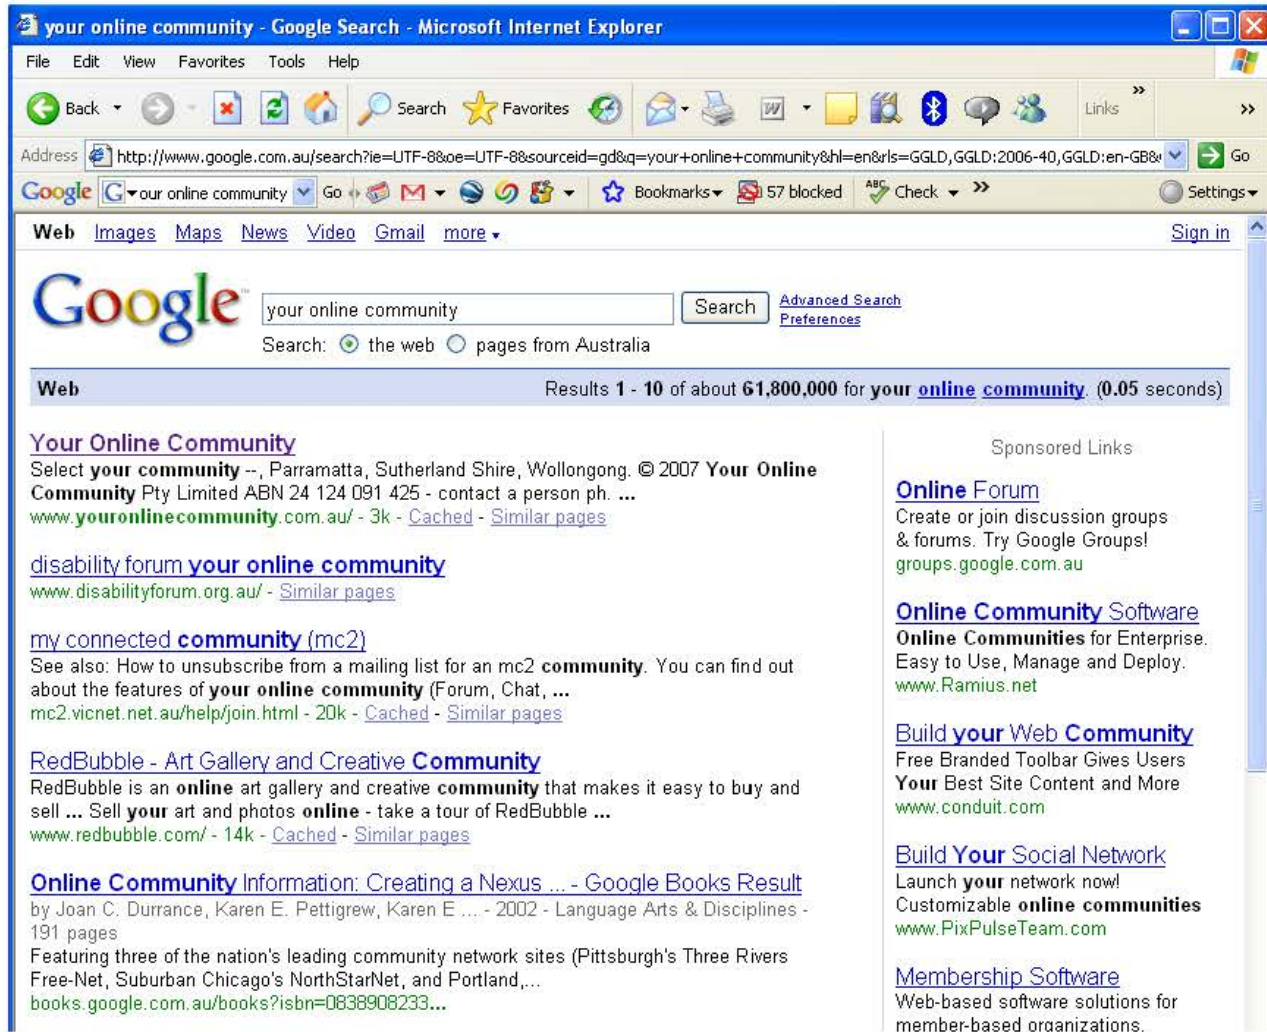 your online community - Google Search - Microsoft Internet Explorer
File Edit View Favorites Tools Help
Back Search Favorites Links »
Address http://www.google.com.au/search?ie=UTF-8&oe=UTF-8&sourceid=gd&q=your+online+community&hl=en&rls=GGLD,GGLD:2006-40,GGLD:en-GB& Go
Google our online community Go Bookmarks 57 blocked Check » Settings
Web Images Maps News Video Gmail more Sign in
Google your online community Search Advanced Search
Preferences
Search: the web pages from Australia
Web Results 1 - 10 of about 61,800,000 for your online community. (0.05 seconds)
Your Online Community
Select your community --, Parramatta, Sutherland Shire, Wollongong. © 2007 Your Online
Community Pty Limited ABN 24 124 091 425 - contact a person ph. ...
www.youronlinecommunity.com.au/ - 3k - Cached - Similar pages
disability forum your online community
www.disabilityforum.org.au/ - Similar pages
my connected community (mc2)
See also: How to unsubscribe from a mailing list for an mc2 community. You can find out
about the features of your online community (Forum, Chat, ...
mc2.vicnet.net.au/help/join.html - 20k - Cached - Similar pages
RedBubble - Art Gallery and Creative Community
RedBubble is an online art gallery and creative community that makes it easy to buy and
sell ... Sell your art and photos online - take a tour of RedBubble ...
www.redbubble.com/ - 14k - Cached - Similar pages
Online Community Information: Creating a Nexus ... - Google Books Result
by Joan C. Durrance, Karen E. Pettigrew, Karen E ... - 2002 - Language Arts & Disciplines -
191 pages
Featuring three of the nation's leading community network sites (Pittsburgh's Three Rivers
Free-Net, Suburban Chicago's NorthStarNet, and Portland,...
books.google.com.au/books?isbn=0838908233...
Sponsored Links
Online Forum
Create or join discussion groups
& forums. Try Google Groups!
groups.google.com.au
Online Community Software
Online Communities for Enterprise.
Easy to Use, Manage and Deploy.
www.Ramius.net
Build your Web Community
Free Branded Toolbar Gives Users
Your Best Site Content and More
www.conduit.com
Build Your Social Network
Launch your network now!
Customizable online communities
www.PixPulseTeam.com
Membership Software
Web-based software solutions for
member-based organizations.